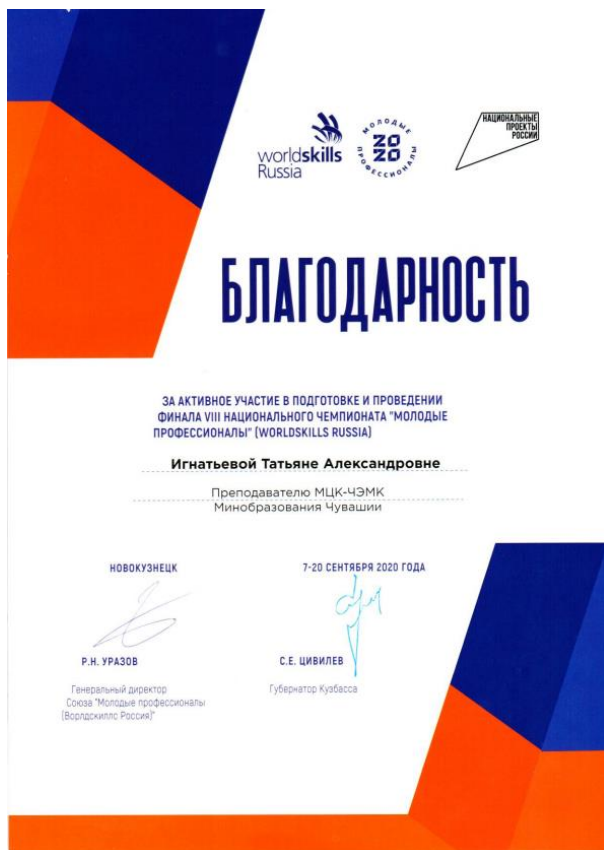 worldskills
Russia
МОЛОДЫЕ
ПРОФЕССИОНАЛЫ
20
20
НАЦИОНАЛЬНЫЕ
ПРОЕКТЫ
РОССИИ
БЛАГОДАРНОСТЬ
ЗА АКТИВНОЕ УЧАСТИЕ В ПОДГОТОВКЕ И ПРОВЕДЕНИИ
ФИНАЛА VIII НАЦИОНАЛЬНОГО ЧЕМПИОНАТА "МОЛОДЫЕ
ПРОФЕССИОНАЛЫ" (WORLDSKILLS RUSSIA)
Игнатьевой Татьяне Александровне
Преподавателю МЦК-ЧЭМК
Минобразования Чувашии
НОВОКУЗНЕЦК
7-20 СЕНТЯБРЯ 2020 ГОДА
Р.Н. УРАЗОВ
С.Е. ЦИВИЛЕВ
Генеральный директор
Союза "Молодые профессионалы
(Ворлдскиллс Россия)"
Губернатор Кузбасса